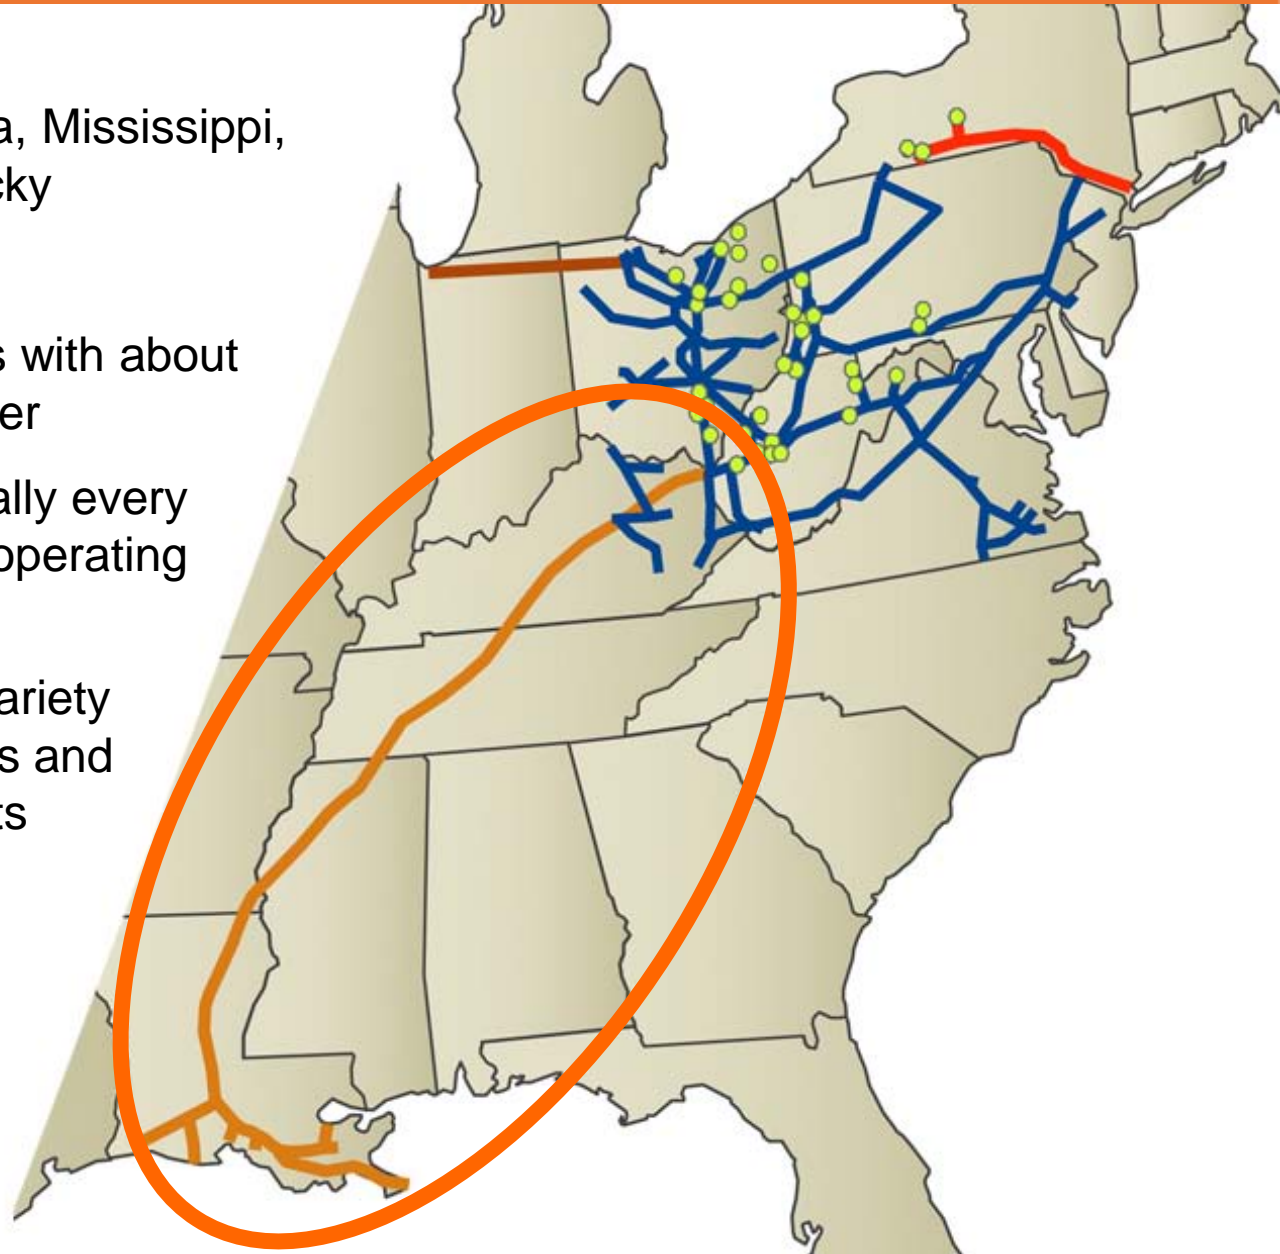 a, Mississippi,
cky
s with about
er
ally every
operating
ariety
s and
ts